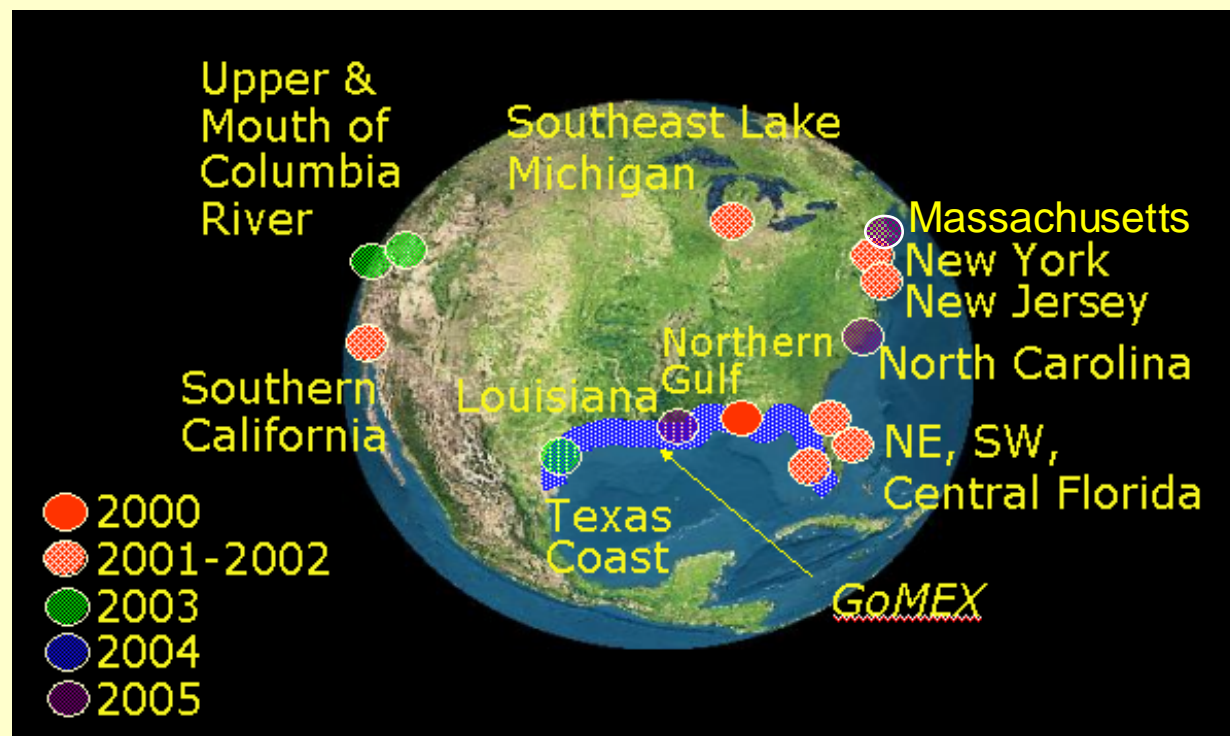 Upper &
Mouth of
Columbia
River
Southeast Lake
Michigan
Massachusetts
New York
New Jersey
North Carolina
Northern
Gulf
Louisiana
Southern
California
NE, SW,
Central Florida
Texas
Coast
GoMEX
2000
2001-2002
2003
2004
2005